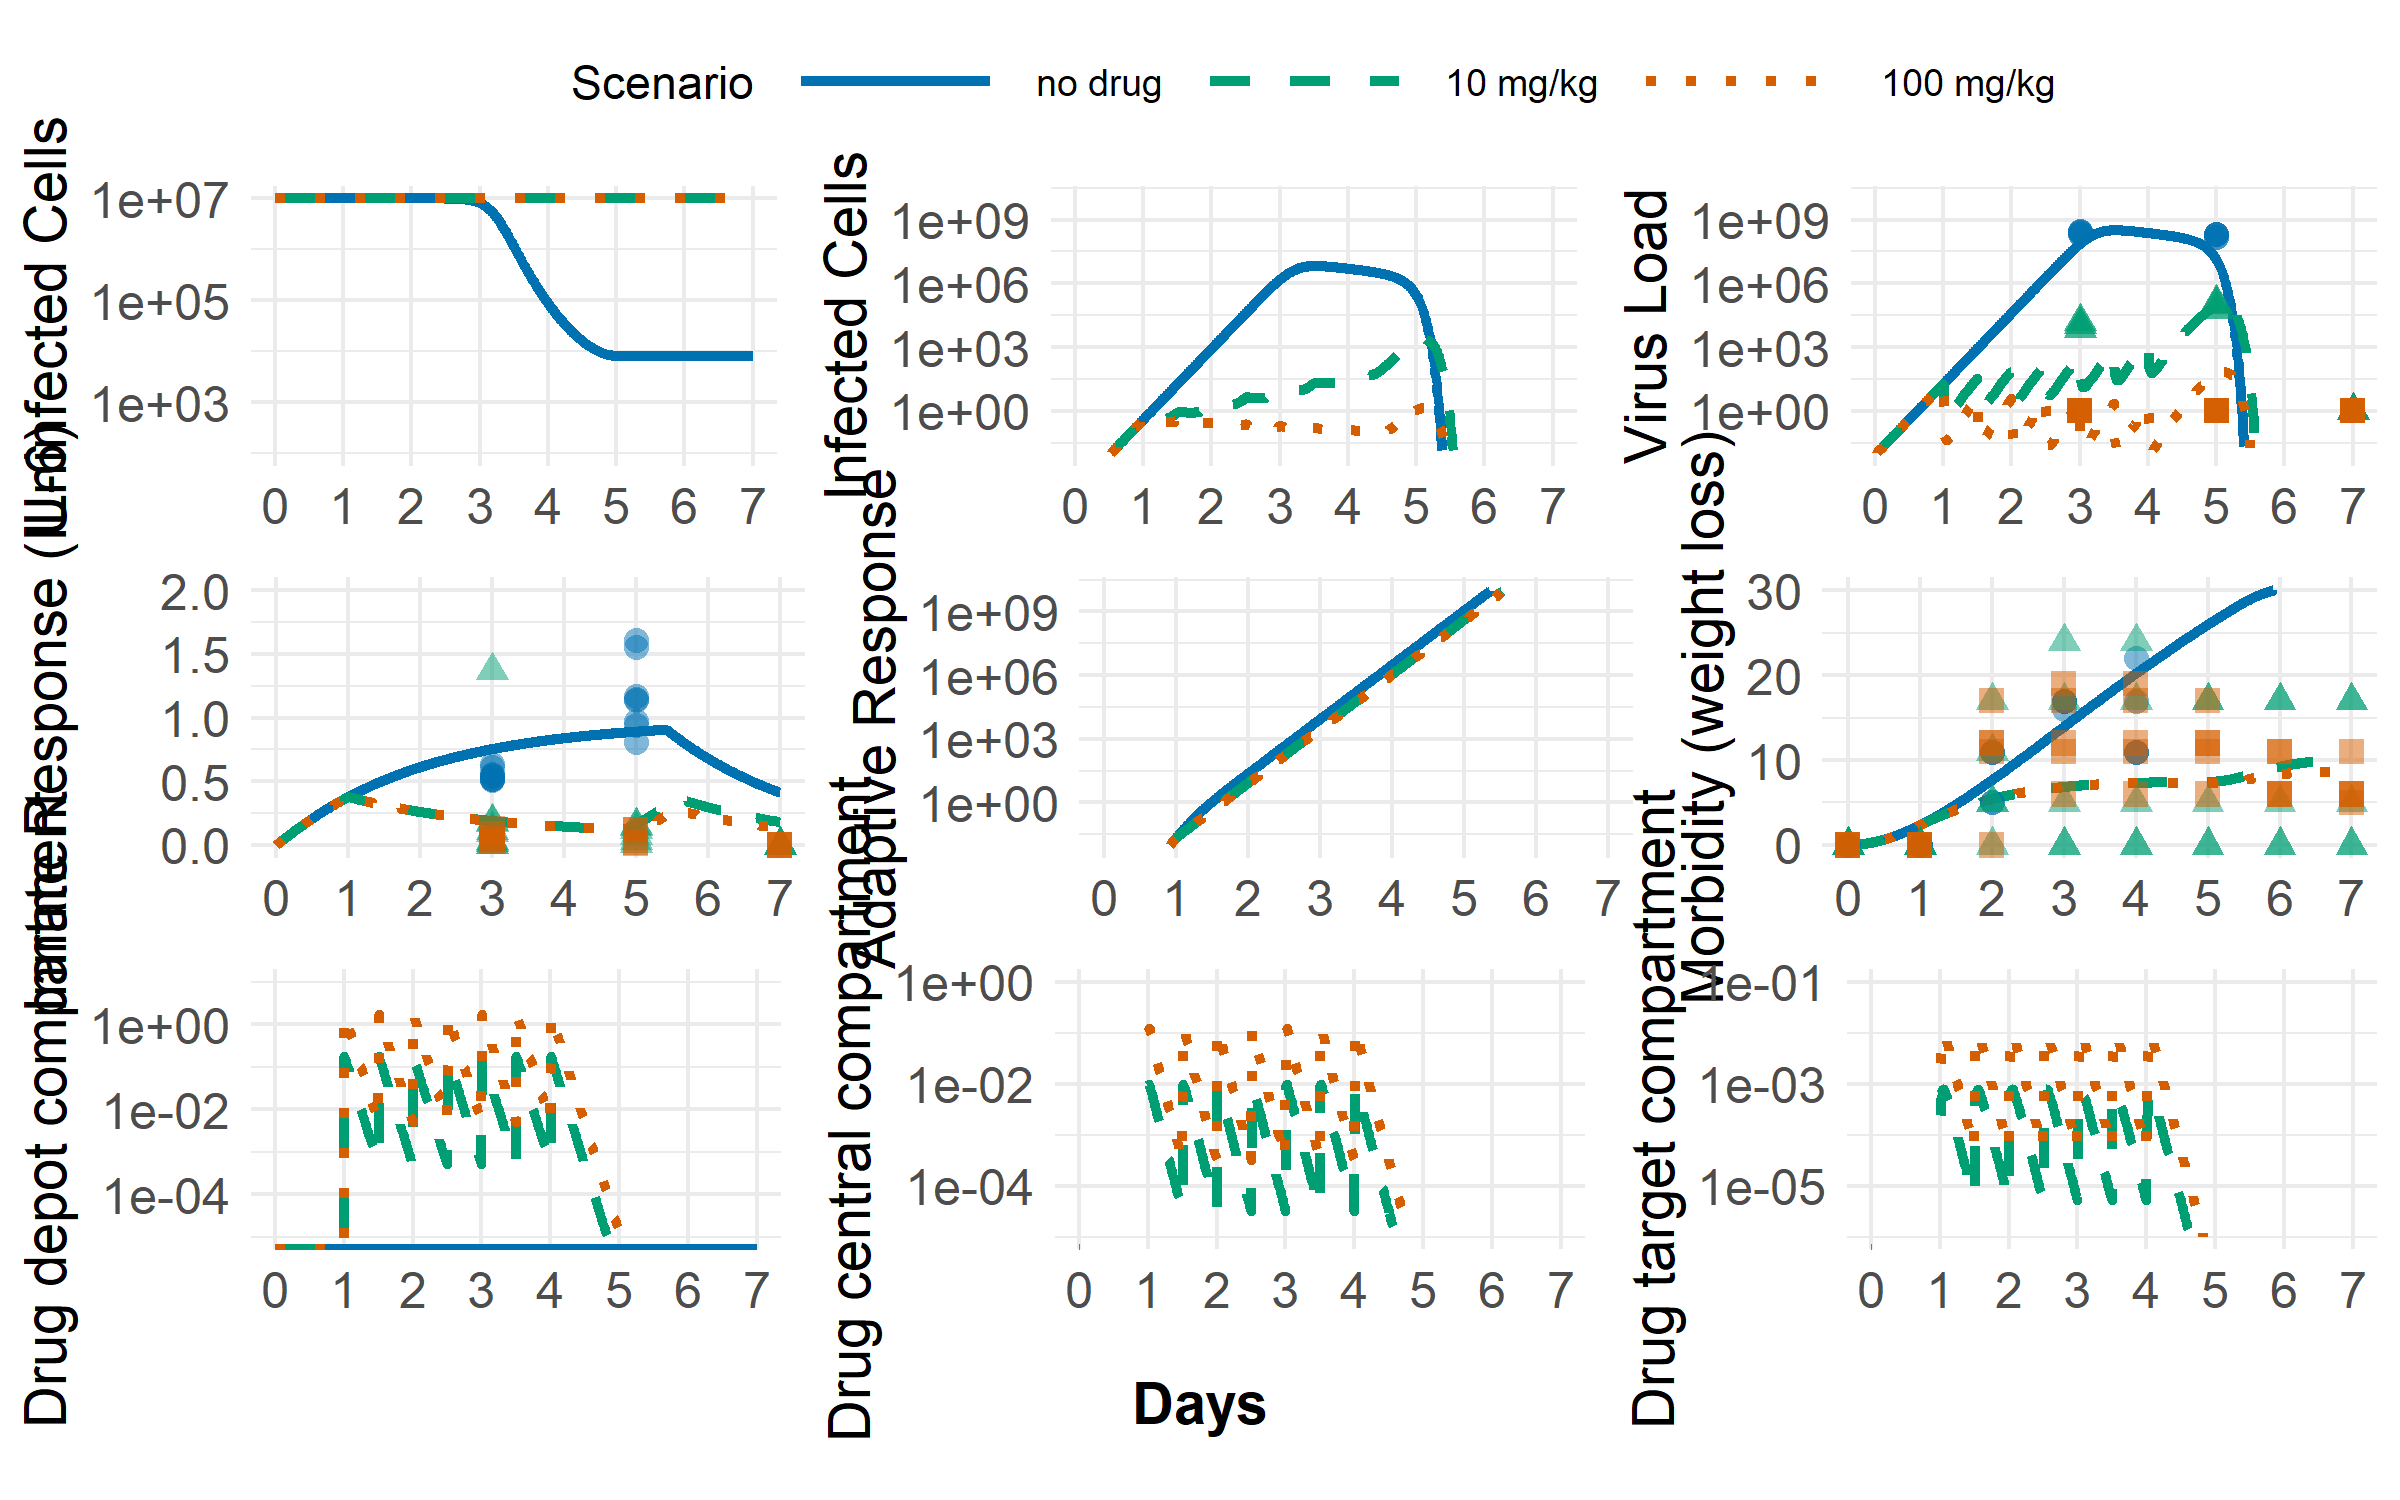 Scenario no drug 10 mg/kg 100 mg/kg
Uninfected Cells
1e+07
1e+05
1e+03
0 1 2 3 4 5 6 7
Infected Cells
1e+09
1e+06
1e+03
1e+00
0 1 2 3 4 5 6 7
Virus Load
1e+09
1e+06
1e+03
1e+00
0 1 2 3 4 5 6 7
Innate Response (IL-6)
2.0
1.5
1.0
0.5
0.0
0 1 2 3 4 5 6 7
Adaptive Response
1e+09
1e+06
1e+03
1e+00
0 1 2 3 4 5 6 7
Morbidity (weight loss)
30
20
10
0
0 1 2 3 4 5 6 7
Drug depot compartment
1e+00
1e-02
1e-04
0 1 2 3 4 5 6 7
Drug central compartment
1e+00
1e-02
1e-04
0 1 2 3 4 5 6 7
Drug target compartment
1e-01
1e-03
1e-05
0 1 2 3 4 5 6 7
Days